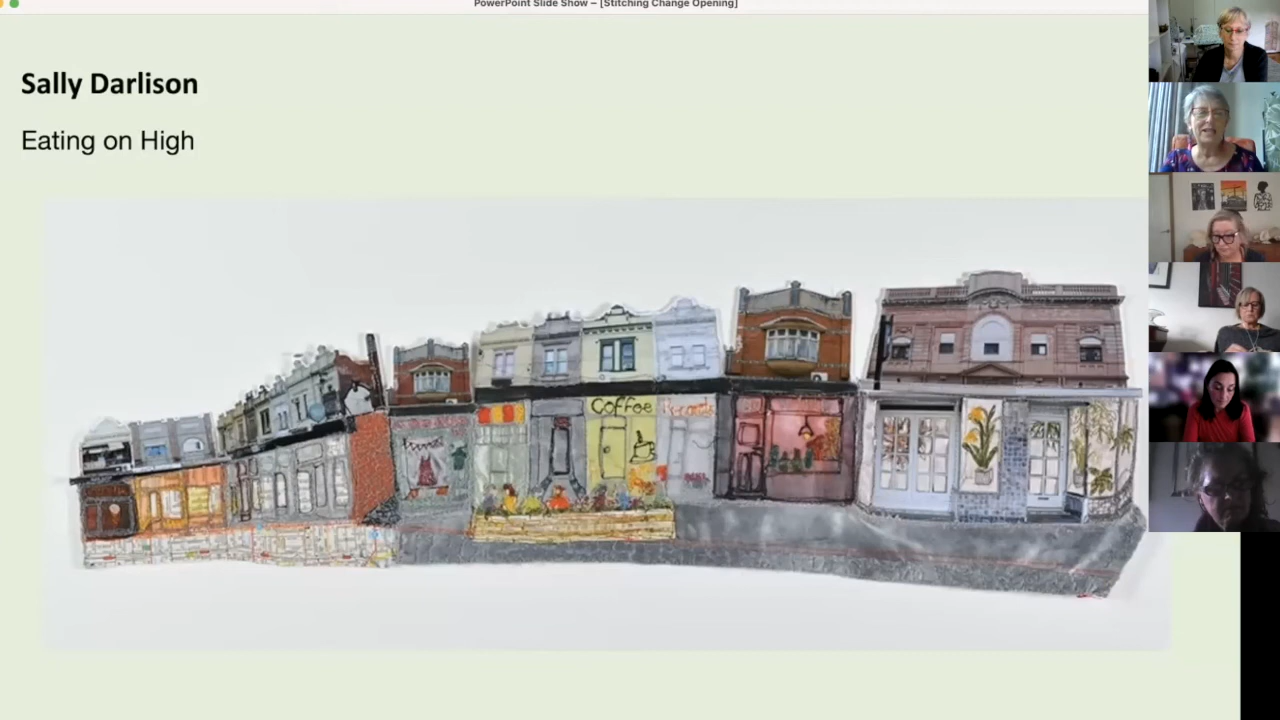 PowerPoint Slide Show – [Stitching Change Opening]
Sally Darlison
Eating on High
Coffee